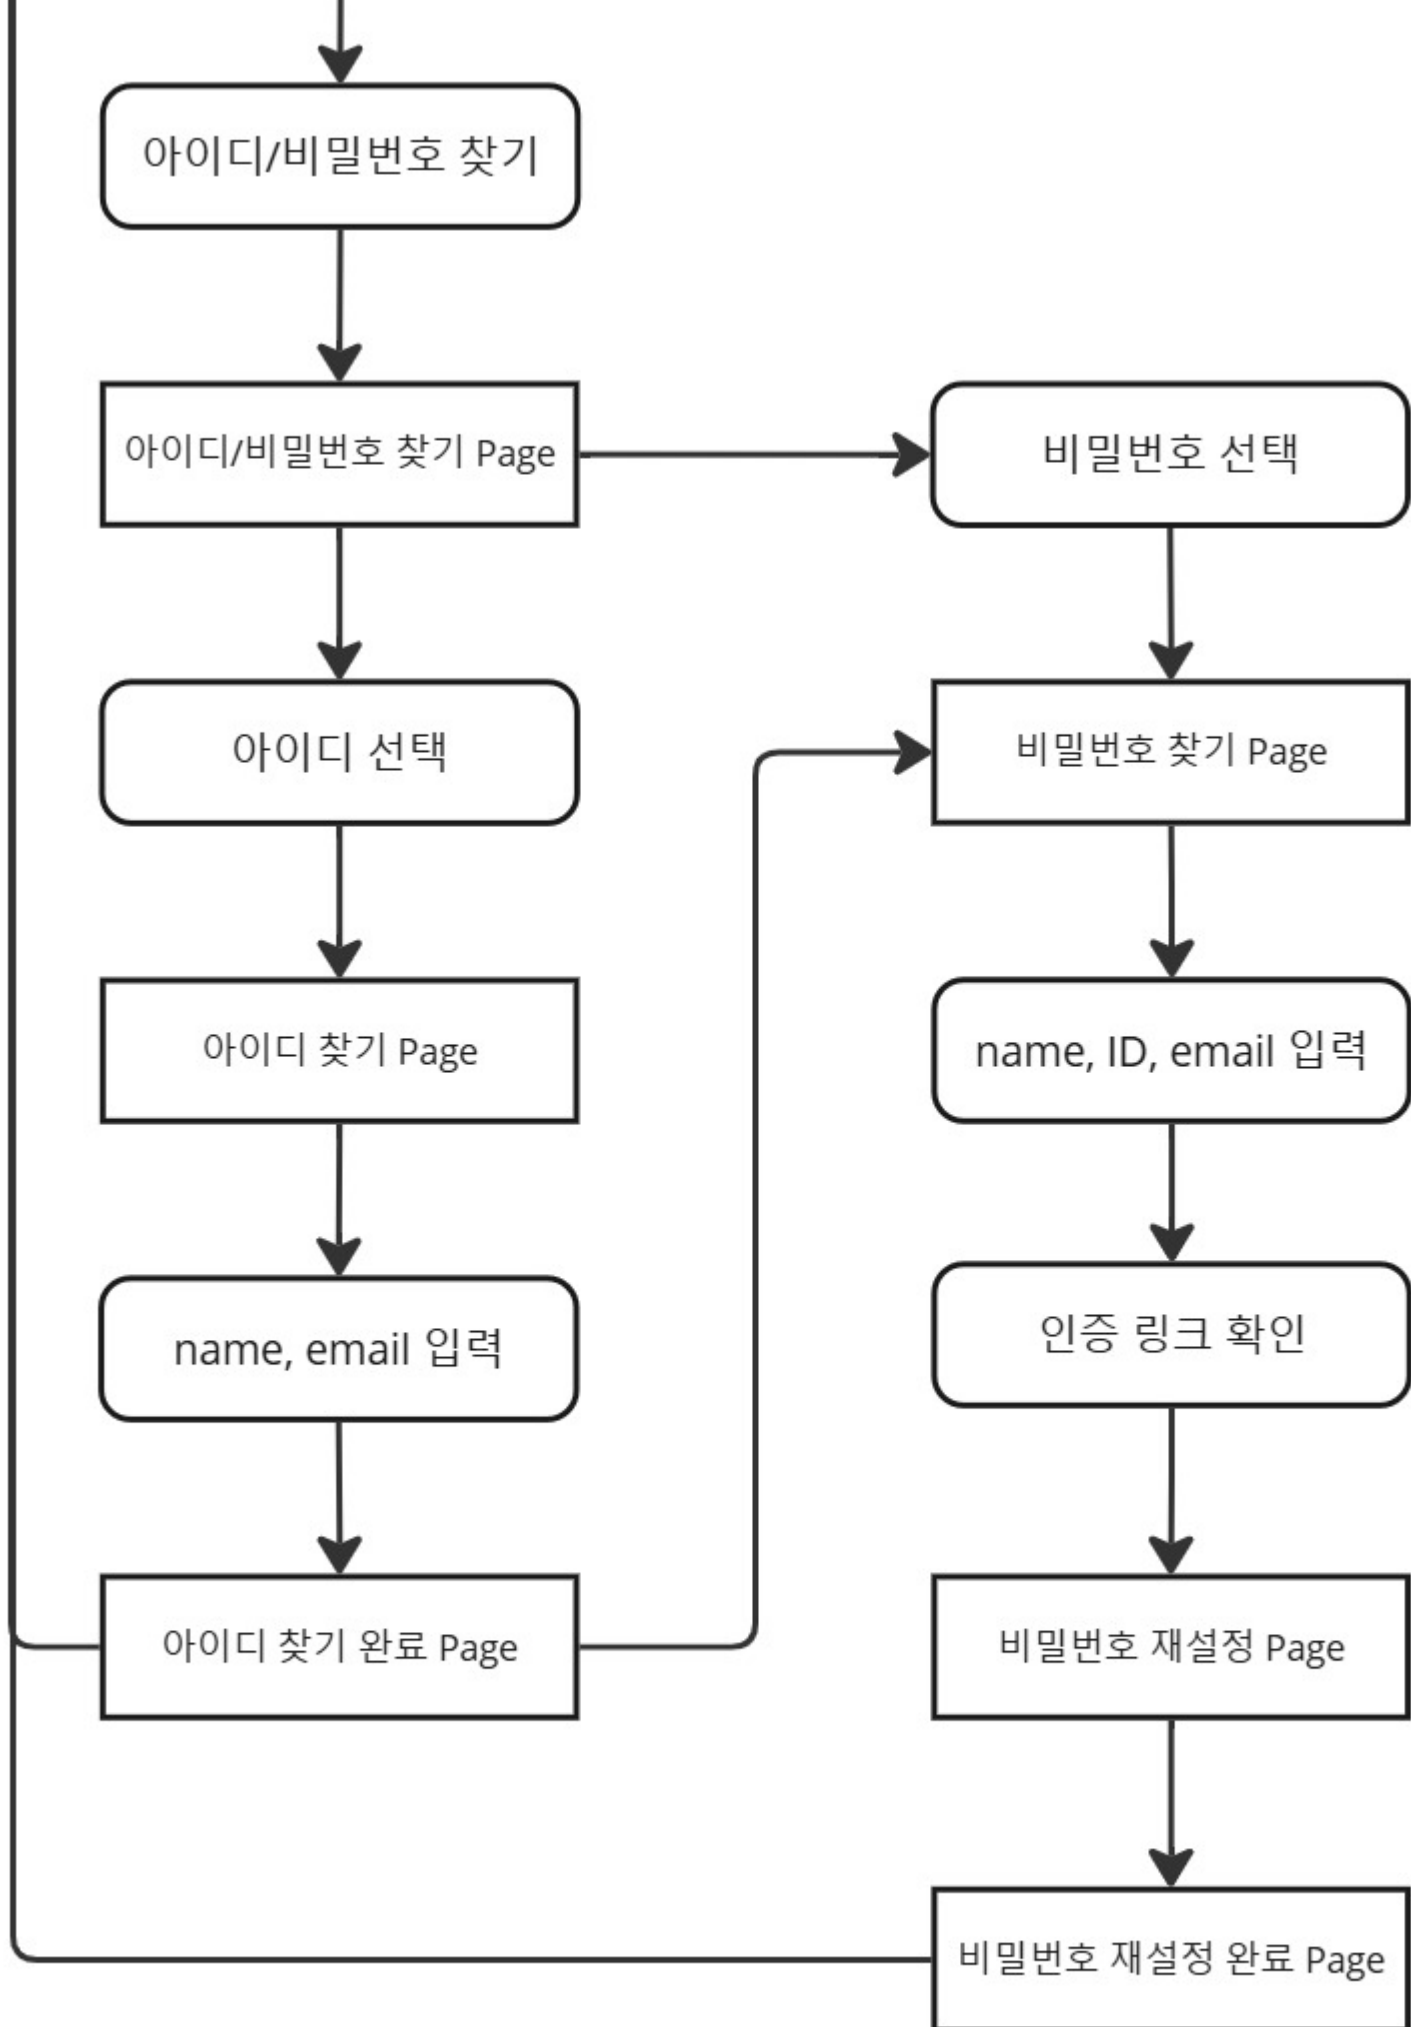 아이디/비밀번호 찾기
아이디/비밀번호 찾기 Page
비밀번호 선택
아이디 선택
비밀번호 찾기 Page
아이디 찾기 Page
name, ID, email 입력
name, email 입력
인증 링크 확인
아이디 찾기 완료 Page
비밀번호 재설정 Page
비밀번호 재설정 완료 Page